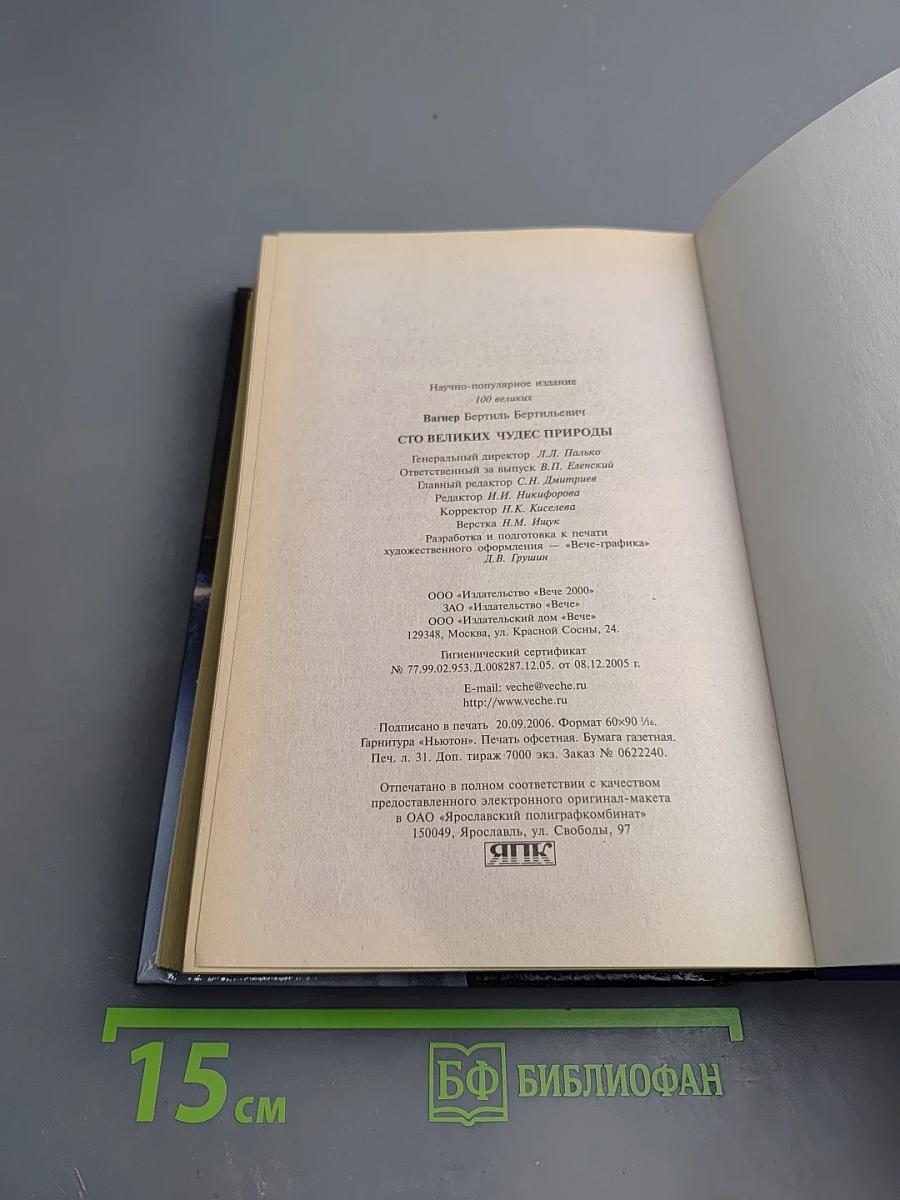 Научно-популярное издание
100 великих
Вагнер Бертиль Бертильевич
СТО ВЕЛИКИХ ЧУДЕС ПРИРОДЫ
Генеральный директор Л.Л. Палько
Ответственный за выпуск В.П. Еленский
Главный редактор С.Н. Дмитриев
Редактор И.И. Никифорова
Корректор Н.К. Киселева
Верстка Н.М. Ищук
Разработка и подготовка к печати
художественного оформления — «Вече-графика»
Д.В. Грушин
ООО «Издательство «Вече 2000»
ЗАО «Издательство «Вече»
ООО «Издательский дом «Вече»
129348, Москва, ул. Красной Сосны, 24.
Гигиенический сертификат
№ 77.99.02.953.Д.008287.12.05. от 08.12.2005 г.
E-mail: veche@veche.ru
http://www.veche.ru
Подписано в печать 20.09.2006. Формат 60×90 1/16.
Гарнитура «Ньютон». Печать офсетная. Бумага газетная.
Печ. л. 31. Доп. тираж 7000 экз. Заказ № 0622240.
Отпечатано в полном соответствии с качеством
предоставленного электронного оригинал-макета
в ОАО «Ярославский полиграфкомбинат»
150049, Ярославль, ул. Свободы, 97
ЯПК
15 см
БФ БИБЛИОФАН